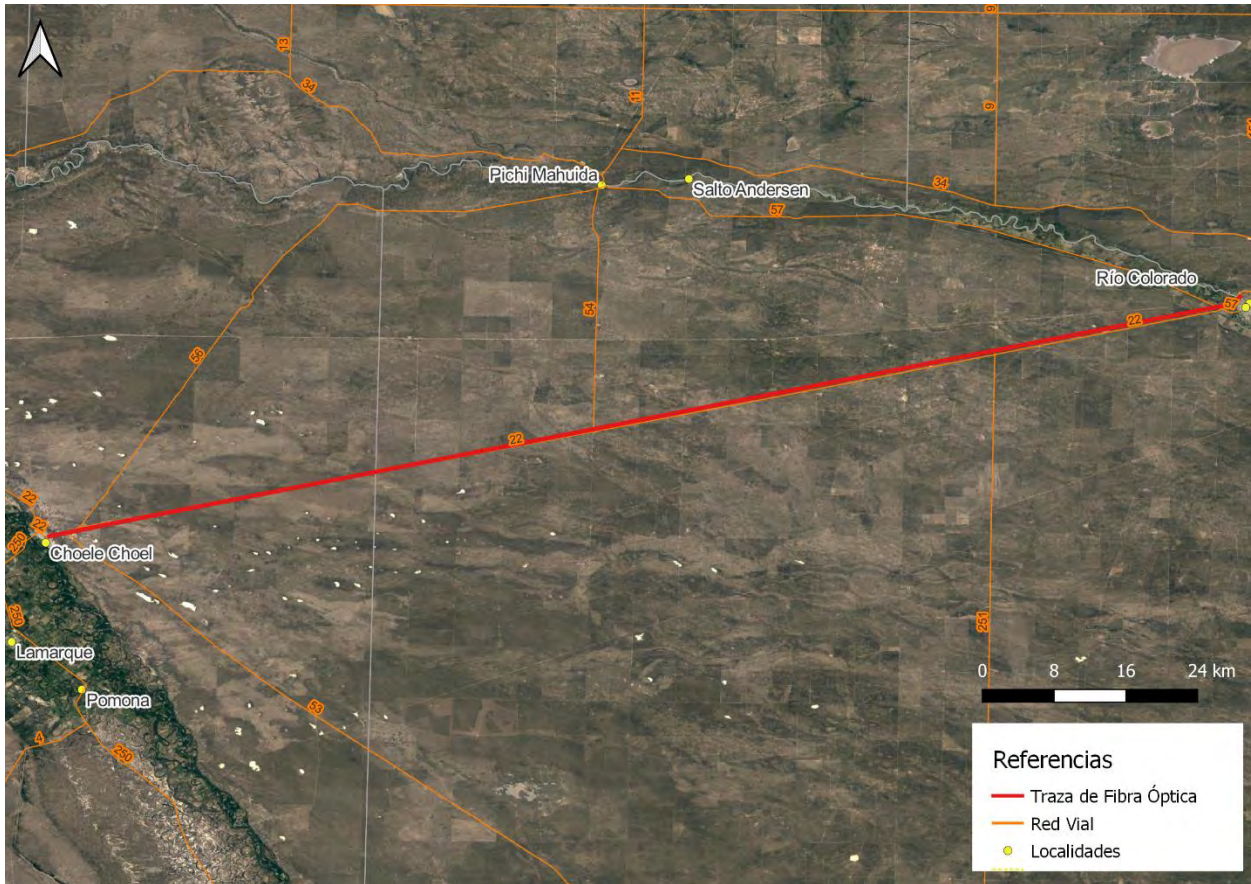 9
13
34
11
9
Pichi Mahuida
Salto Andersen
34
57
Río Colorado
57
54
22
56
22
22
22
250
Choele Choel
250
251
Lamarque
Pomona
0 8 16 24 km
53
4
250
Referencias
Traza de Fibra Óptica
Red Vial
Localidades